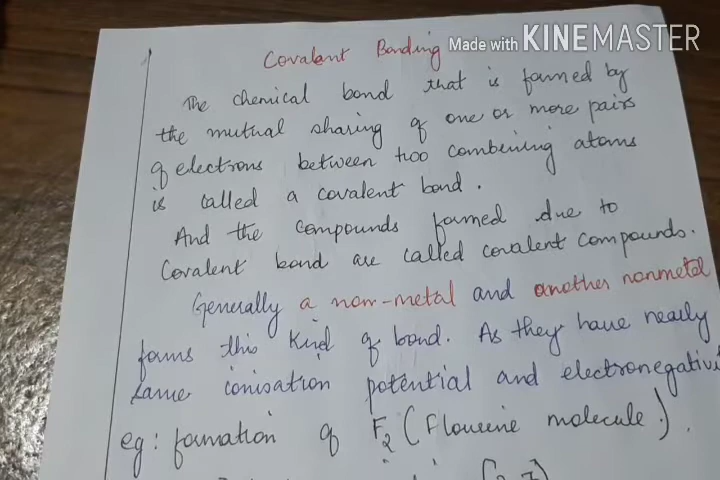 Covalent Bonding
Made with KINEMASTER
The chemical bond that is formed by
the mutual sharing of one or more pairs
of electrons between two combining atoms
is called a covalent bond.
And the compounds formed due to
Covalent bond are called covalent compounds.
Generally a non-metal and another nonmetal
forms this kind of bond. As they have nearly
same ionisation potential and electronegativi
eg: formation of F₂ (Flourine molecule).
(2,7)